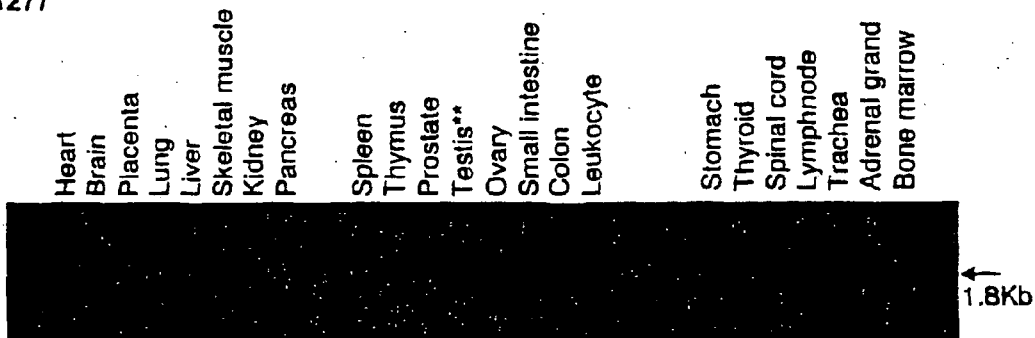 Heart
Brain
Placenta
Lung
Liver
Skeletal muscle
Kidney
Pancreas
Spleen
Thymus
Prostate
Testis**
Ovary
Small intestine
Colon
Leukocyte
Stomach
Thyroid
Spinal cord
Lymphnode
Trachea
Adrenal grand
Bone marrow
←
1.8Kb